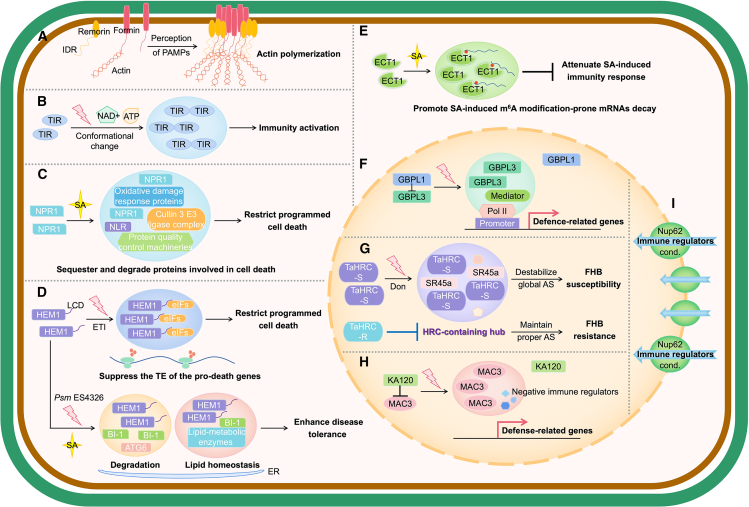 A
Remorin
Formin
IDR
Perception
of PAMPs
Actin
Actin polymerization
B
TIR
TIR
NAD+
ATP
Conformational
change
TIR TIR
TIR TIR
TIR TIR
Immunity activation
C
NPR1
NPR1
SA
NPR1
Oxidative damage
response proteins
NPR1
NLR
Cullin 3 E3
ligase complex
Protein quality
control machineries
Restrict programmed
cell death
Sequester and degrade proteins involved in cell death
D
LCD
HEM1
HEM1
ETI
HEM1 eIFs
HEM1 eIFs
HEM1 eIFs
Restrict programmed
cell death
Suppress the TE of the pro-death genes
Psm ES4326
SA
HEM1
HEM1
BI-1 BI-1
ATG8
Degradation
HEM1
HEM1
BI-1
Lipid-metabolic
enzymes
Lipid homeostasis
ER
Enhance disease
tolerance
E
ECT1
ECT1
ECT1
SA
ECT1
ECT1
ECT1
ECT1
Attenuate SA-induced
immunity response
Promote SA-induced m6A modification-prone mRNAs decay
F
GBPL1
GBPL3
GBPL3
GBPL3
Mediator
Pol II
Promoter
GBPL1
Defence-related genes
G
TaHRC
-S
TaHRC
-S
Don
TaHRC
-S
SR45a
SR45a
TaHRC
-S
TaHRC
-S
Destabilize
global AS
FHB
susceptibility
TaHRC
-R
HRC-containing hub
Maintain
proper AS
FHB
resistance
H
KA120
MAC3
MAC3
MAC3
MAC3
KA120
Negative immune regulators
Defense-related genes
I
Nup62
Immune regulators
cond.
Nup62
Immune regulators
cond.